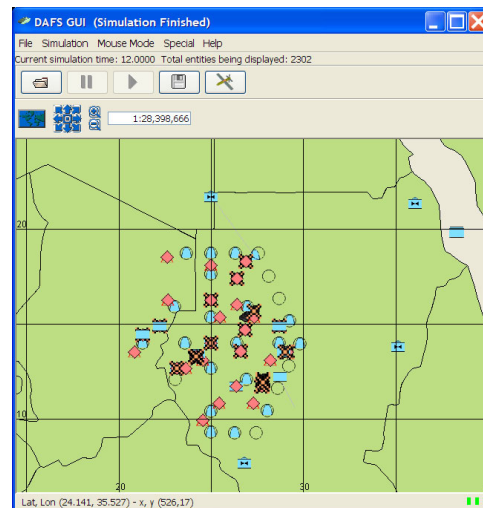 DAFS GUI (Simulation Finished)
File Simulation Mouse Mode Special Help
Current simulation time: 12.0000 Total entities being displayed: 2302
1:28,398,666
20
10
20
30
Lat, Lon (24.141, 35.527) - x, y (526,17)